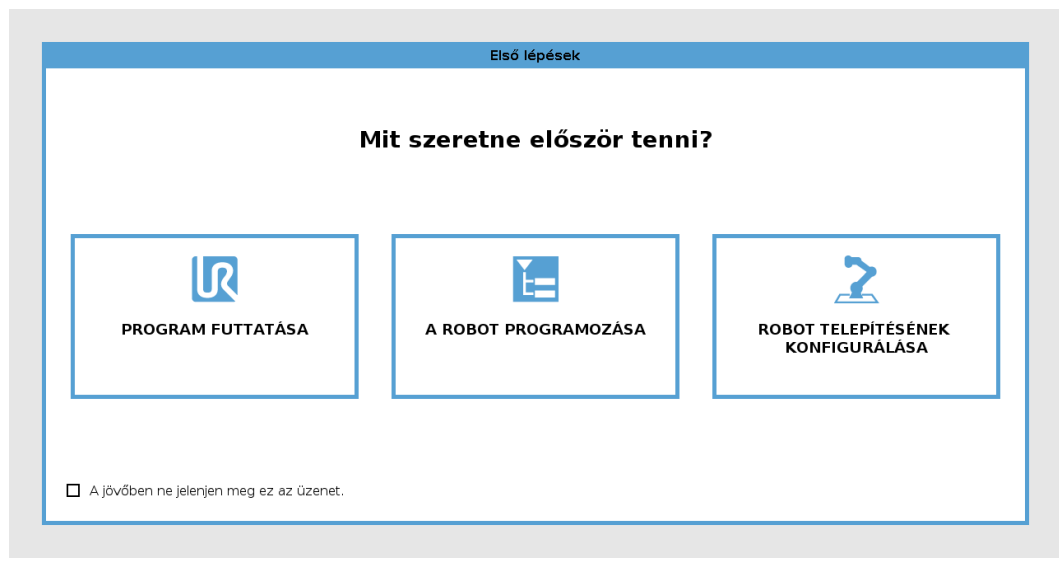 Első lépések
Mit szeretne először tenni?
PROGRAM FUTTATÁSA
A ROBOT PROGRAMOZÁSA
ROBOT TELEPÍTÉSÉNEK
KONFIGURÁLÁSA
A jövőben ne jelenjen meg ez az üzenet.